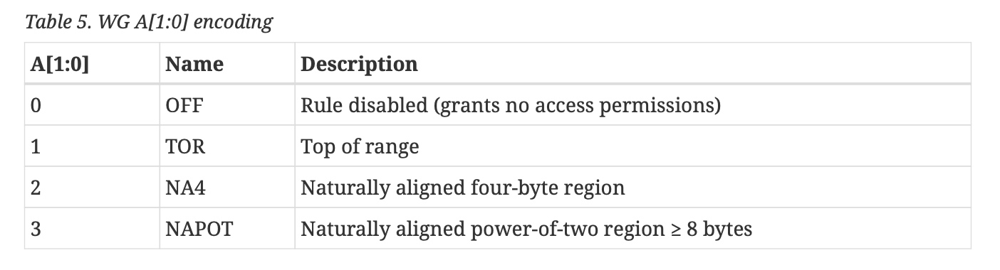 Table 5. WG A[1:0] encoding
A[1:0] Name Description
0 OFF Rule disabled (grants no access permissions)
1 TOR Top of range
2 NA4 Naturally aligned four-byte region
3 NAPOT Naturally aligned power-of-two region ≥ 8 bytes